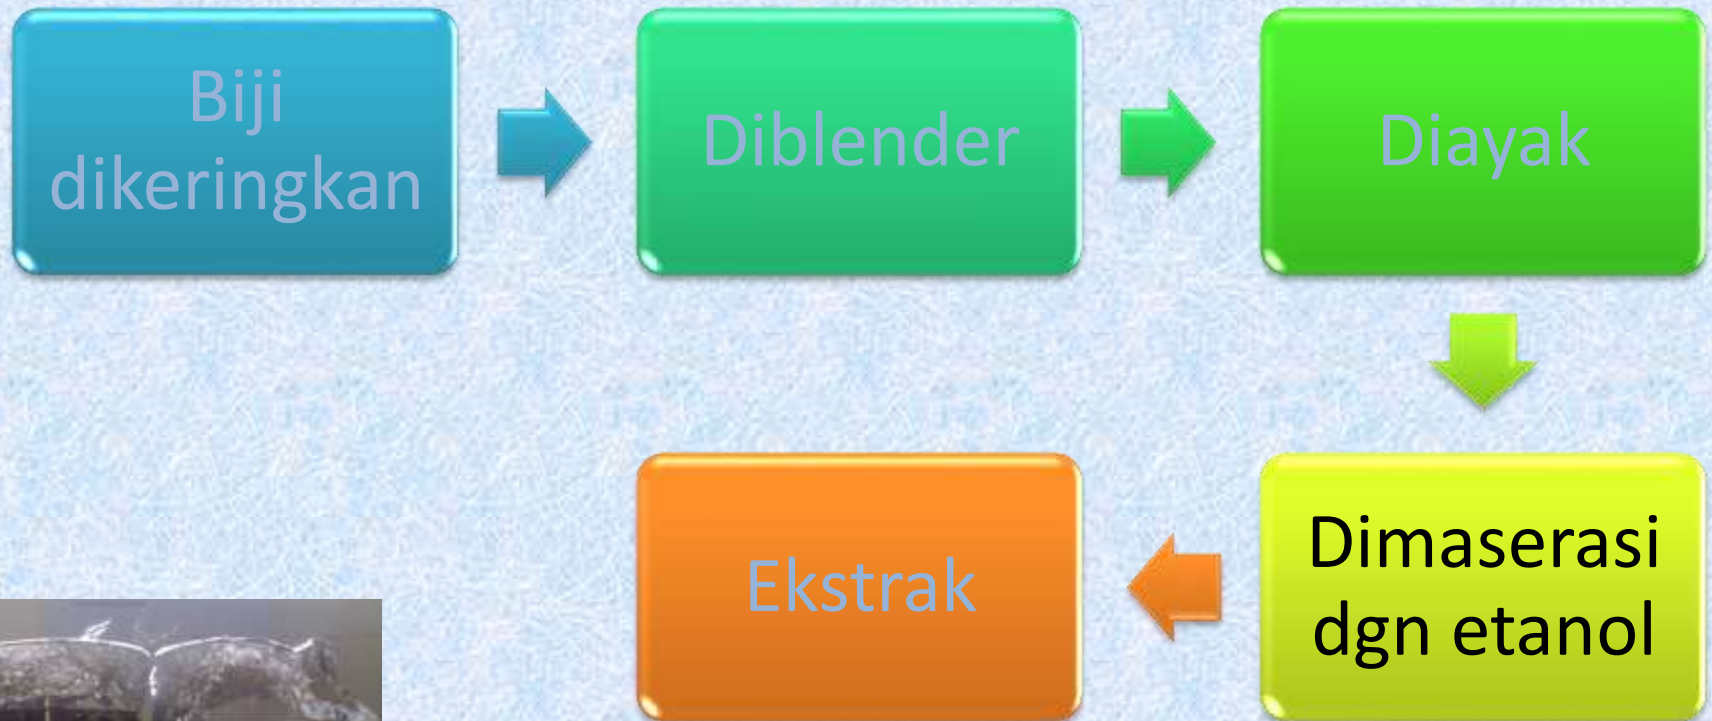 Biji
dikeringkan
Diblender
Diayak
Dimaserasi
dgn etanol
Ekstrak